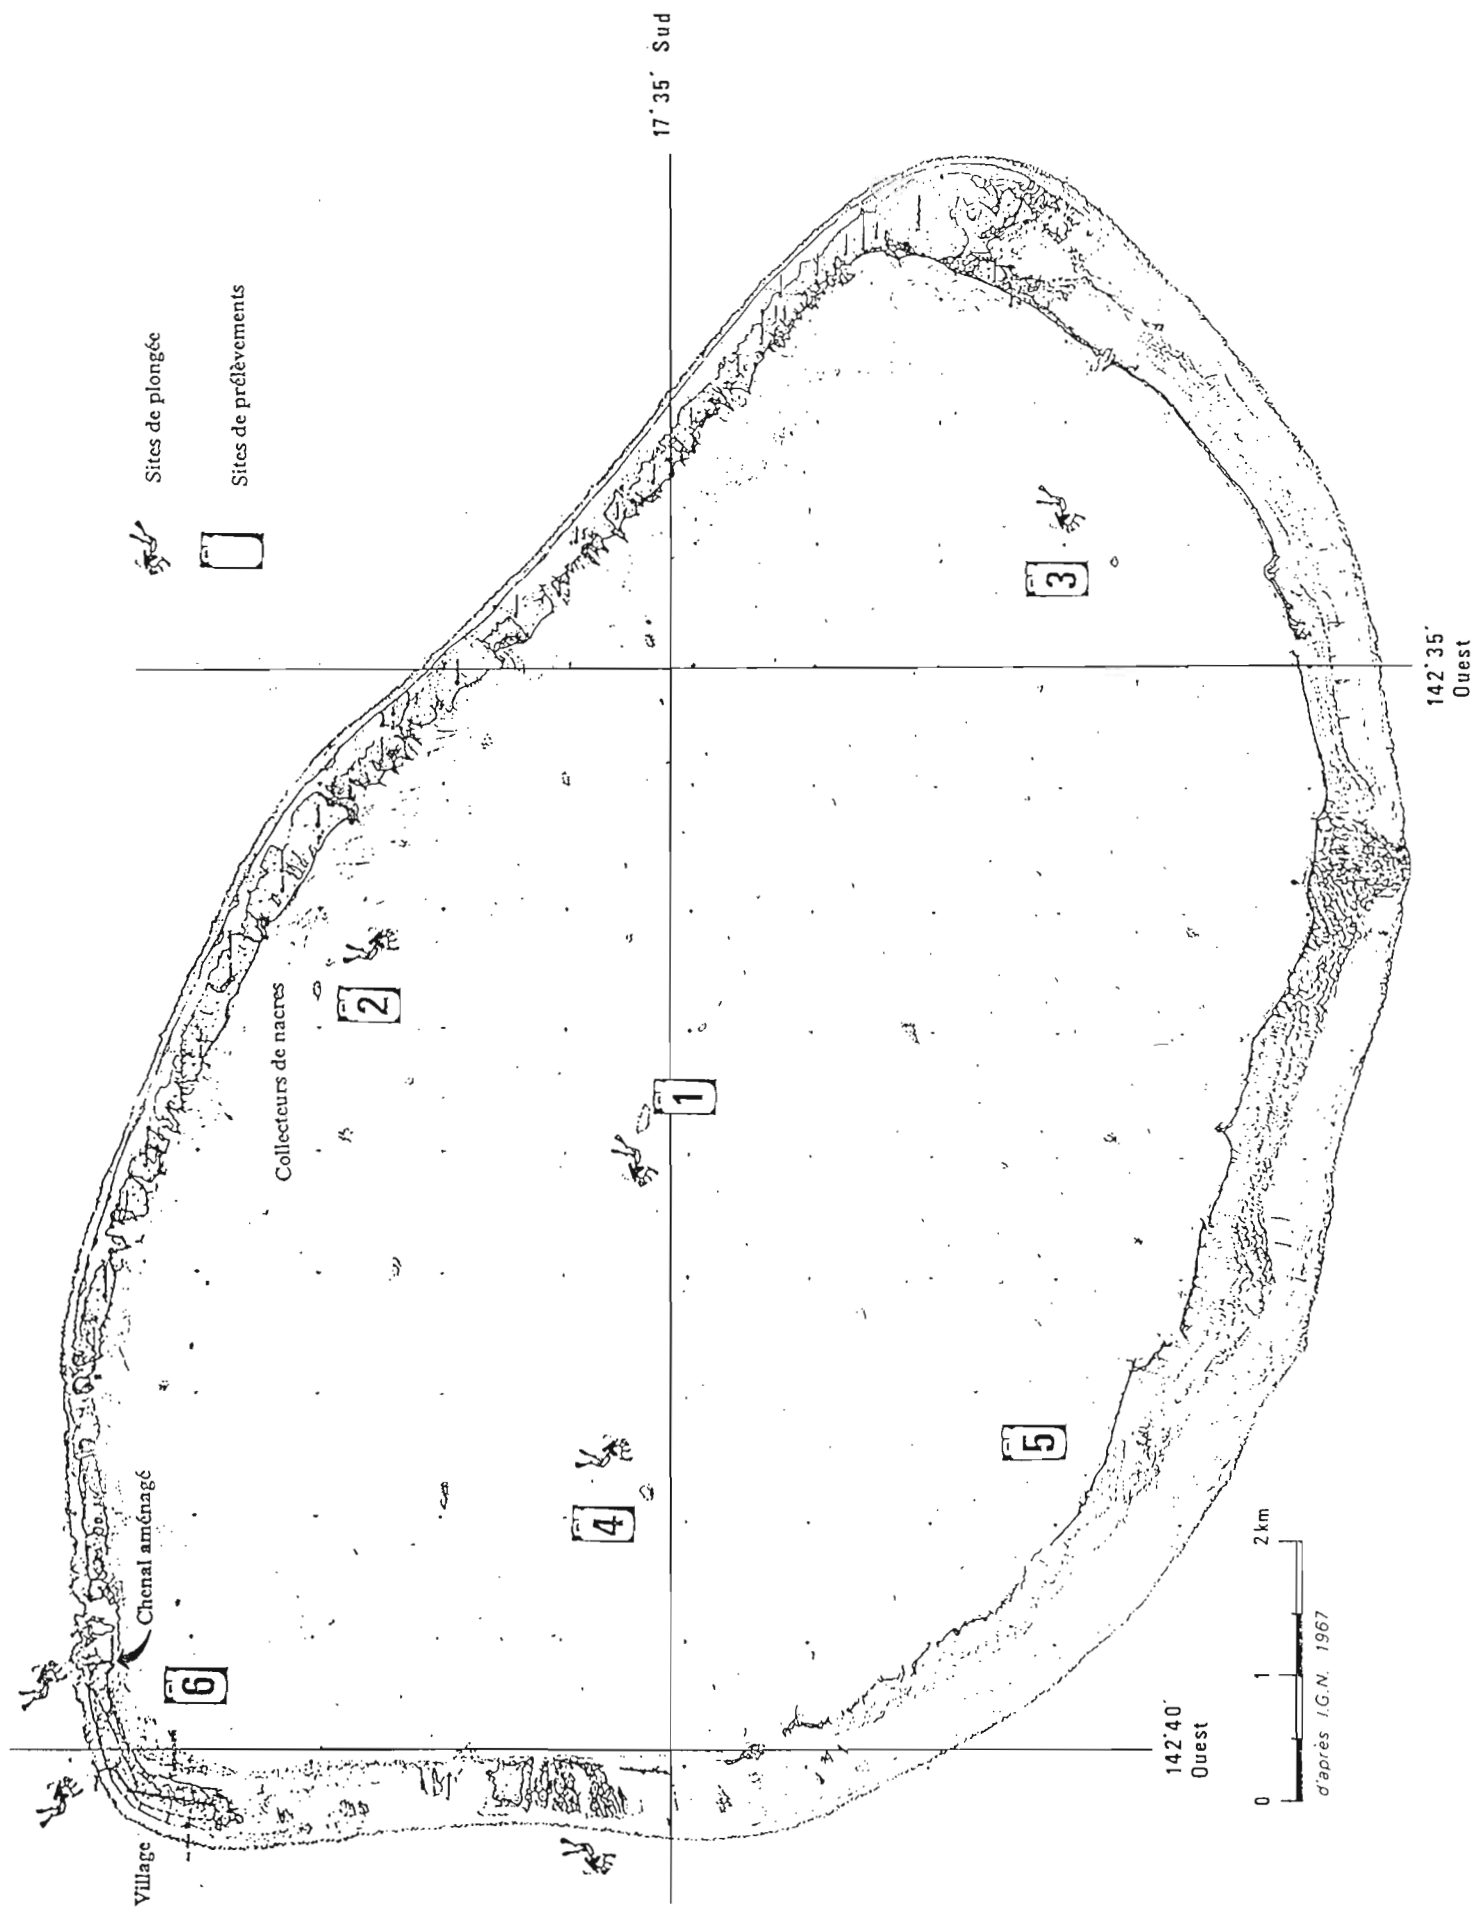 17°35′ Sud
Sites de plongée
Sites de prélèvements
Collecteurs de nacres
Chenal aménagé
Village
6
2
4
1
5
3
142°40′
Ouest
142°35′
Ouest
0 1 2 km
d'après I.G.N. 1967